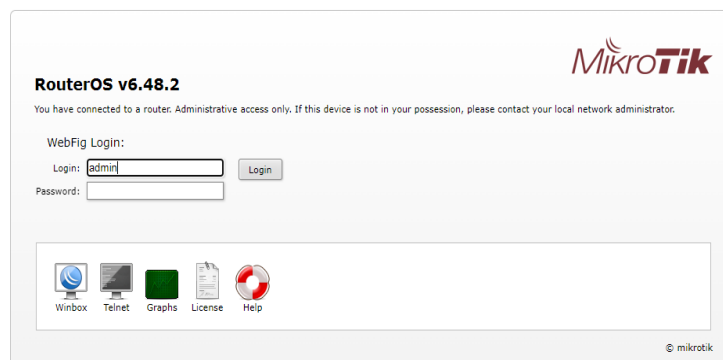 MikroTik
RouterOS v6.48.2
You have connected to a router. Administrative access only. If this device is not in your possession, please contact your local network administrator.
WebFig Login:
Login: admin Login
Password:
Winbox Telnet Graphs License Help
© mikrotik